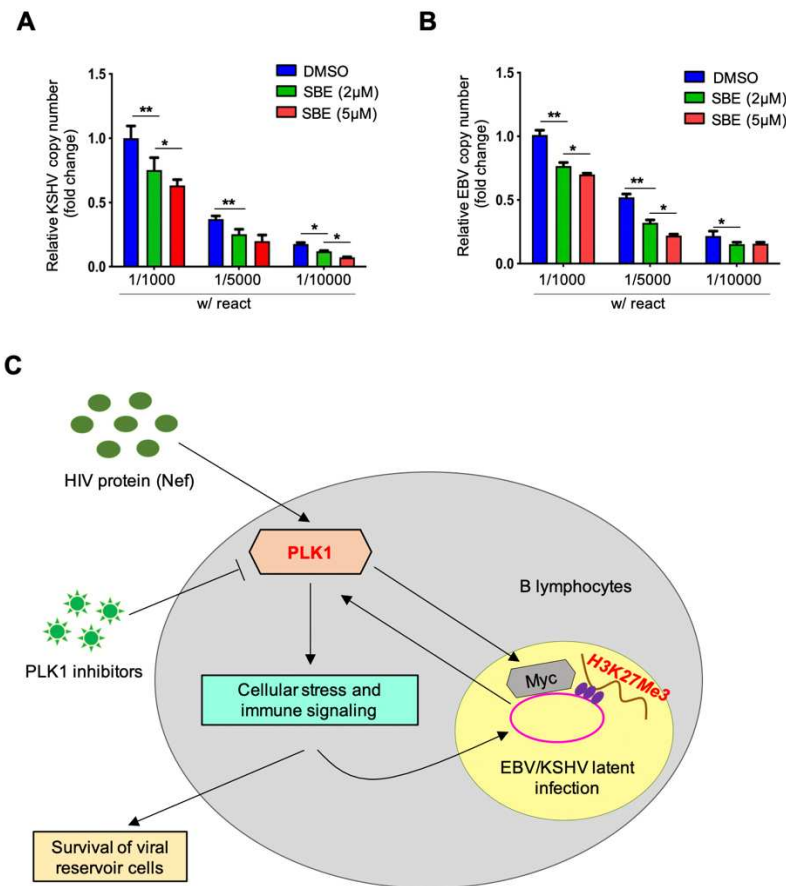 A
Relative KSHV copy number
(fold change)
1.5
1.0
0.5
0.0
DMSO
SBE (2μM)
SBE (5μM)
**
*
**
*
*
1/1000
1/5000
1/10000
w/ react
B
Relative EBV copy number
(fold change)
1.5
1.0
0.5
0.0
DMSO
SBE (2μM)
SBE (5μM)
**
*
**
*
*
1/1000
1/5000
1/10000
w/ react
C
HIV protein (Nef)
PLK1
B lymphocytes
PLK1 inhibitors
Cellular stress and
immune signaling
Myc
H3K27Me3
EBV/KSHV latent
infection
Survival of viral
reservoir cells